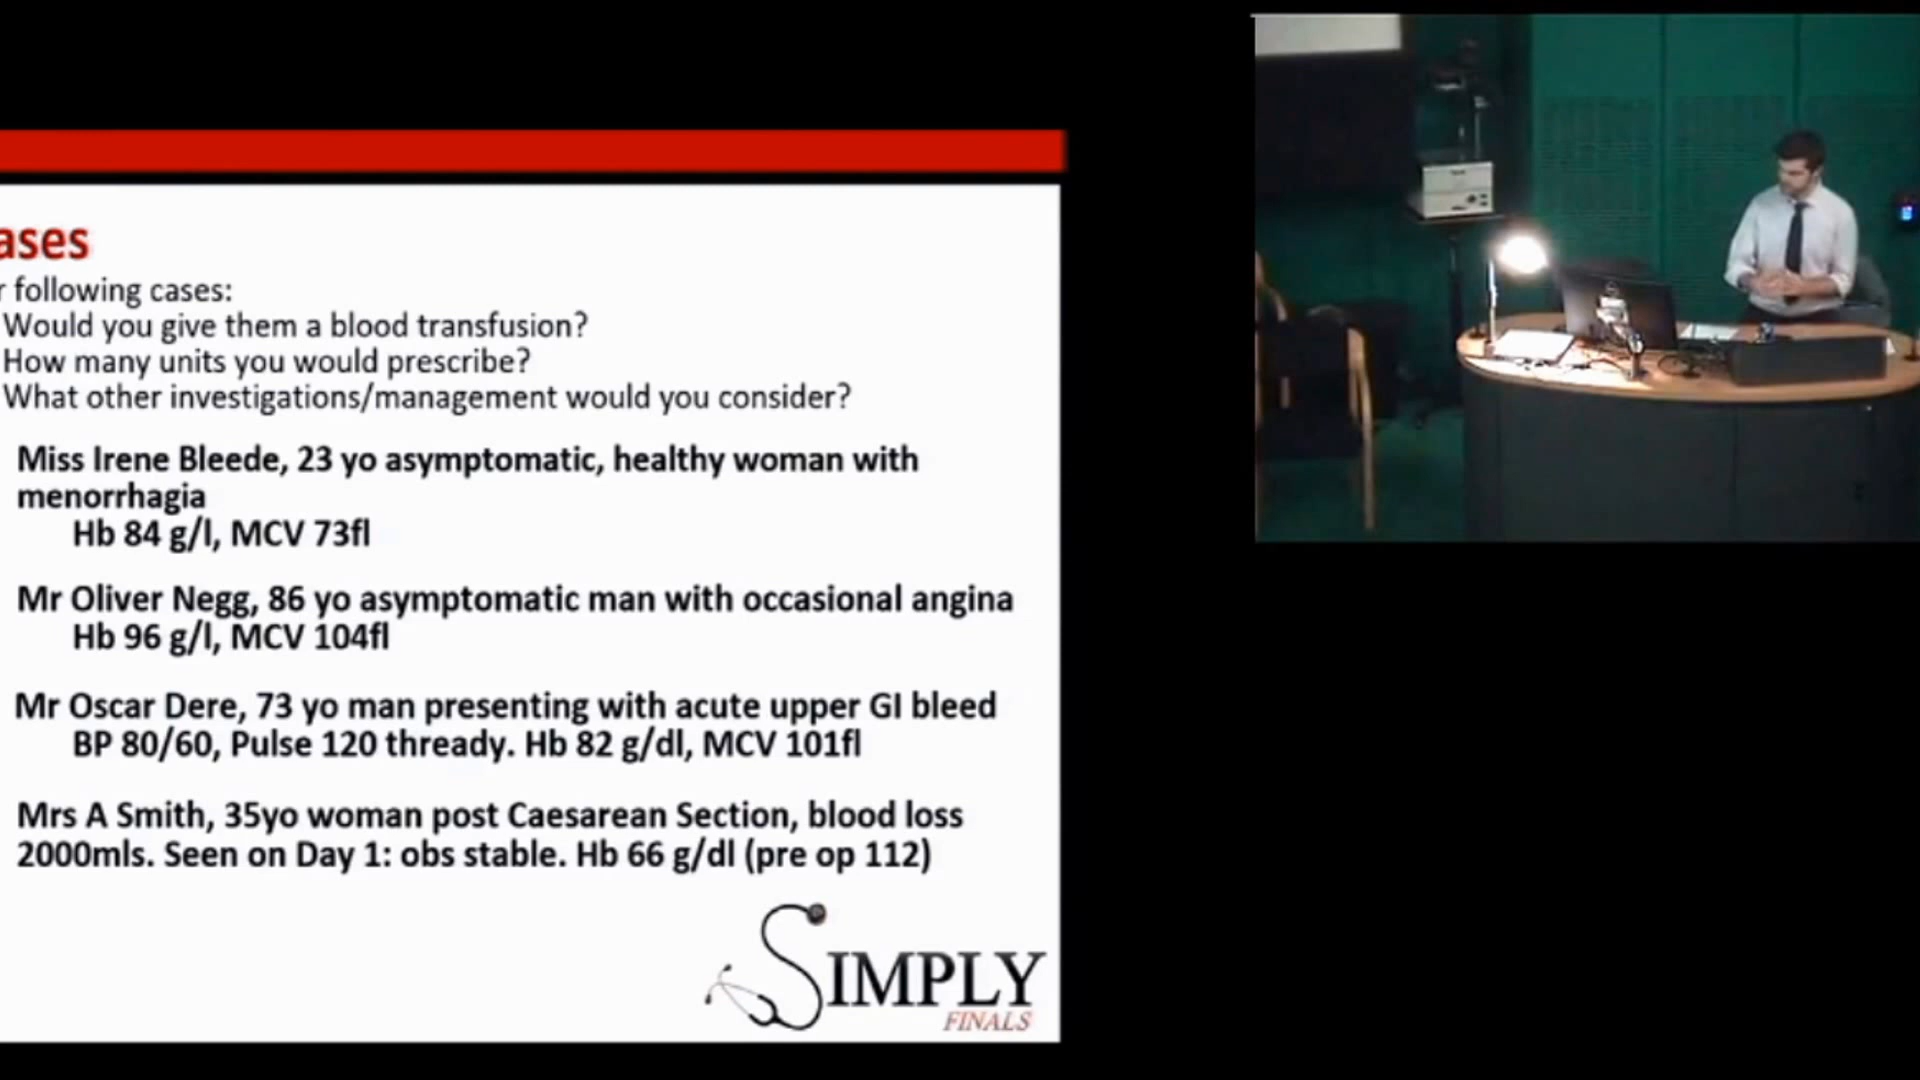 ases
r following cases:
Would you give them a blood transfusion?
How many units you would prescribe?
What other investigations/management would you consider?
Miss Irene Bleede, 23 yo asymptomatic, healthy woman with
menorrhagia
Hb 84 g/l, MCV 73fl
Mr Oliver Negg, 86 yo asymptomatic man with occasional angina
Hb 96 g/l, MCV 104fl
Mr Oscar Dere, 73 yo man presenting with acute upper GI bleed
BP 80/60, Pulse 120 thready. Hb 82 g/dl, MCV 101fl
Mrs A Smith, 35yo woman post Caesarean Section, blood loss
2000mls. Seen on Day 1: obs stable. Hb 66 g/dl (pre op 112)
SIMPLY
FINALS